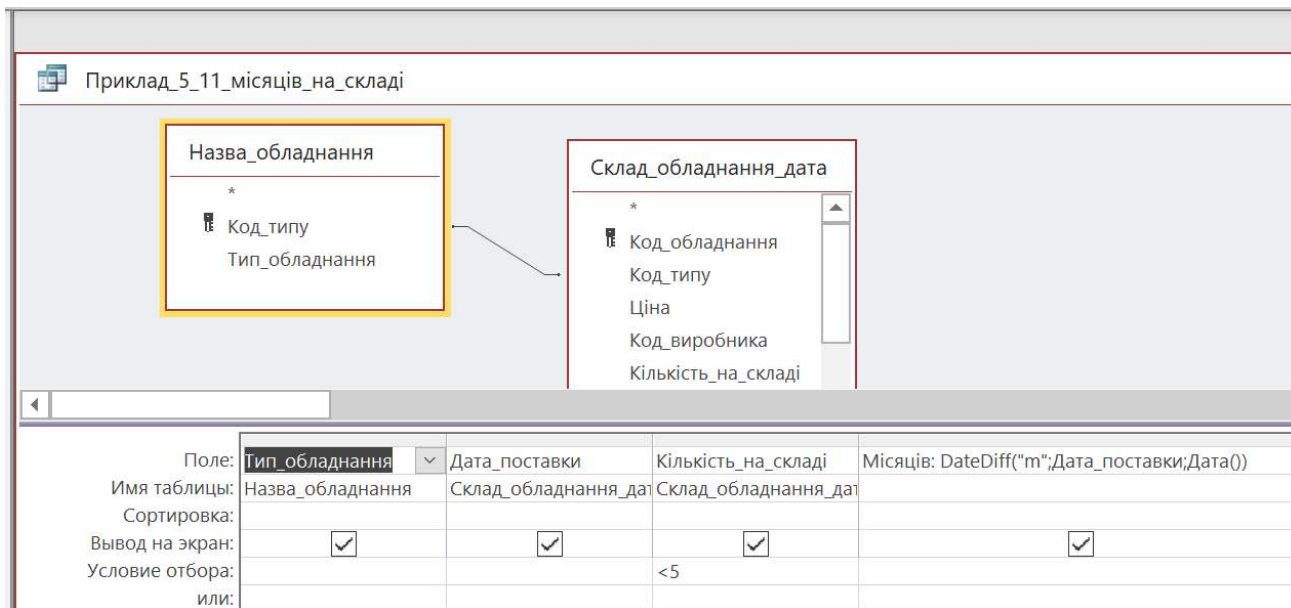 Приклад_5_11_місяців_на_складі
Назва_обладнання
*
Код_типу
Тип_обладнання
Склад_обладнання_дата
*
Код_обладнання
Код_типу
Ціна
Код_виробника
Кількість_на_складі
Поле: Тип_обладнання Дата_поставки Кількість_на_складі Місяців: DateDiff("m";Дата_поставки;Дата())
Имя таблицы: Назва_обладнання Склад_обладнання_дат Склад_обладнання_дат
Сортировка:
Вывод на экран:
Условие отбора: <5
или: